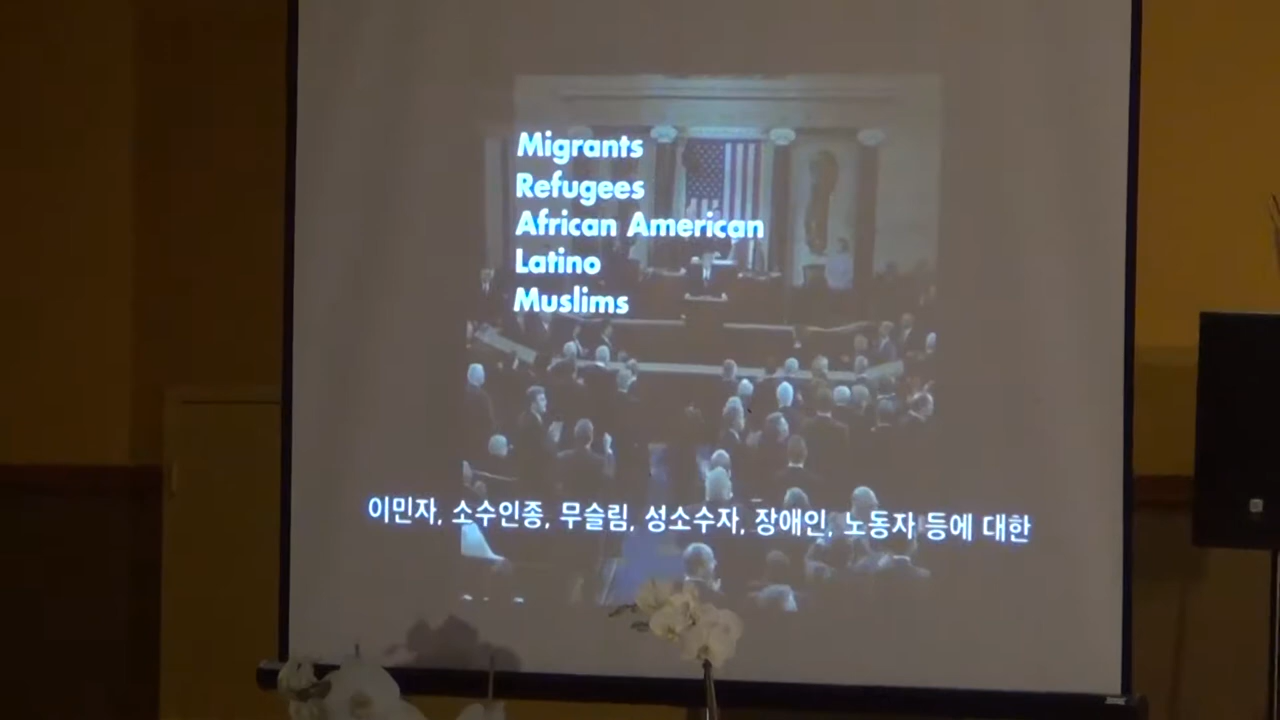 Migrants
Refugees
African American
Latino
Muslims
이민자, 소수인종, 무슬림, 성소수자, 장애인, 노동자 등에 대한